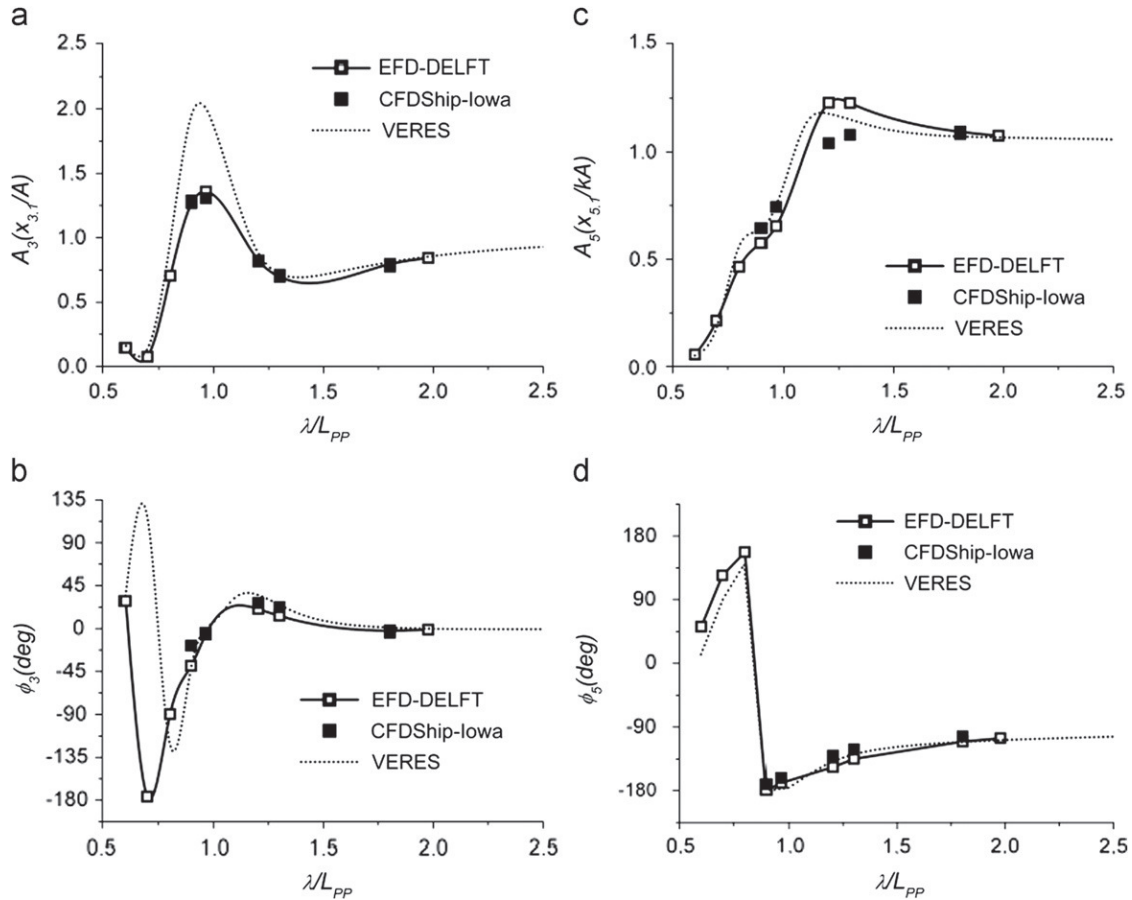 a
2.5
2.0
1.5
1.0
0.5
0.0
A3(x3.1/A)
EFD-DELFT
CFDShip-Iowa
VERES
0.5 1.0 1.5 2.0 2.5
λ/LPP
c
1.5
1.0
0.5
0.0
A5(x5.1/kA)
EFD-DELFT
CFDShip-Iowa
VERES
0.5 1.0 1.5 2.0 2.5
λ/LPP
b
135
90
45
0
-45
-90
-135
-180
ϕ3(deg)
EFD-DELFT
CFDShip-Iowa
VERES
0.5 1.0 1.5 2.0 2.5
λ/LPP
d
180
90
0
-90
-180
ϕ5(deg)
EFD-DELFT
CFDShip-Iowa
VERES
0.5 1.0 1.5 2.0 2.5
λ/LPP